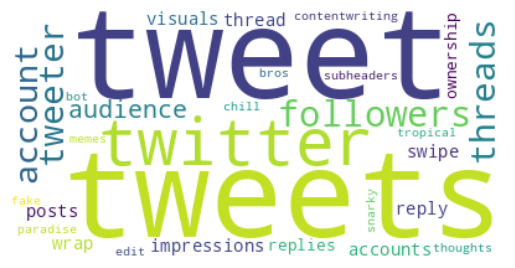 visuals thread contentwriting
tweet
bros subheaders
ownership
account
tweeter
threads
bot
audience
chill
followers
memes
twitter
tropical
swipe
tweets
fake
posts
paradise
wrap
snarky
reply
edit impressions replies accounts thoughts